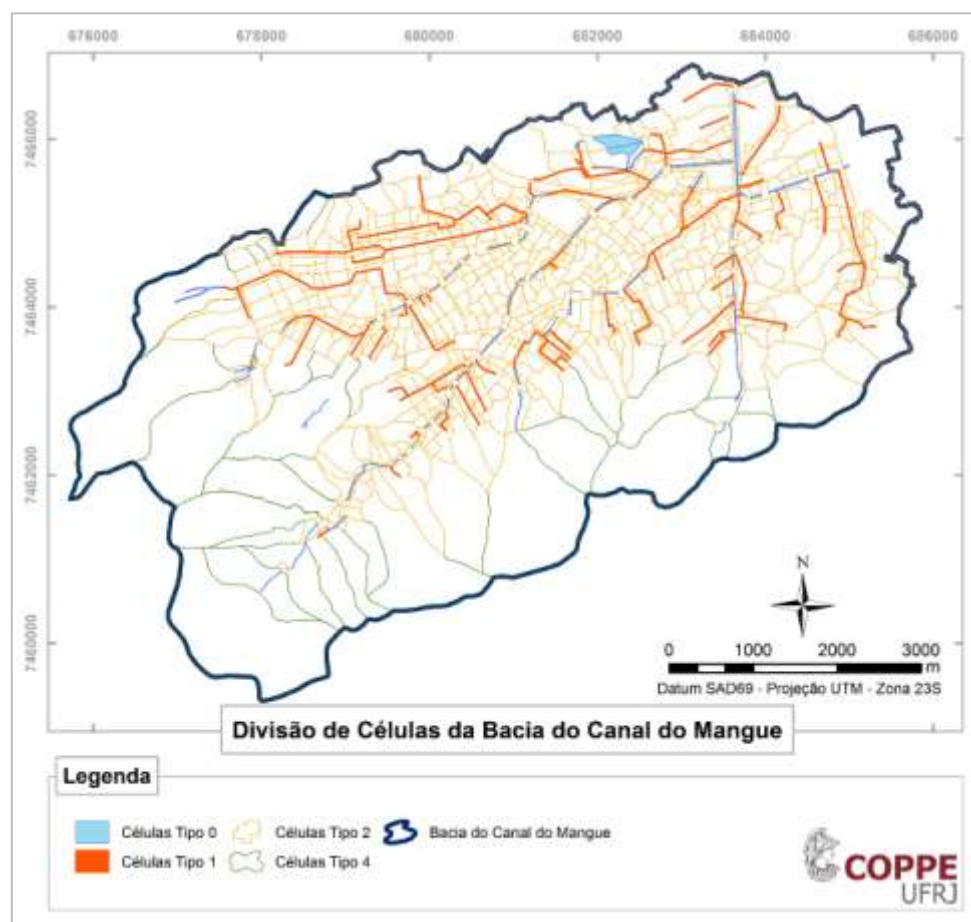 676000 678000 680000 682000 684000 686000
7466000
7464000
7462000
7460000
N
0 1000 2000 3000
m
Datum SAD69 - Projeção UTM - Zona 23S
Divisão de Células da Bacia do Canal do Mangue
Legenda
Células Tipo 0 Células Tipo 2 Bacia do Canal do Mangue
Células Tipo 1 Células Tipo 4
COPPE
UFRJ